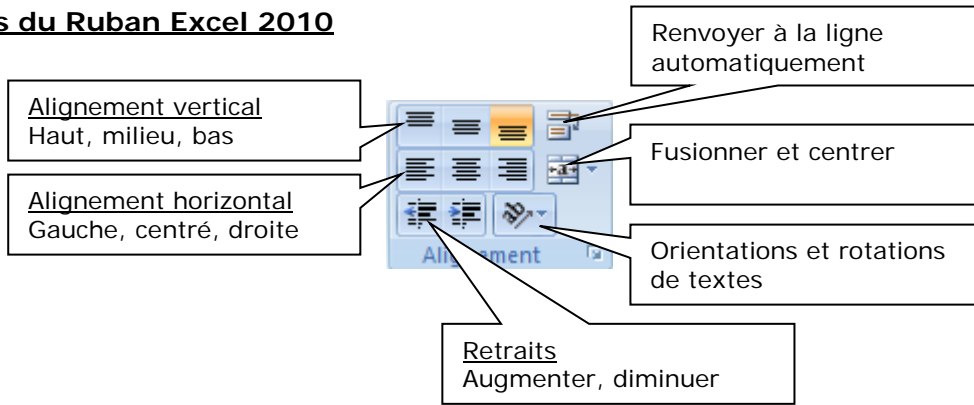 s du Ruban Excel 2010
Renvoyer à la ligne
automatiquement
Alignement vertical
Haut, milieu, bas
Fusionner et centrer
Alignement horizontal
Gauche, centré, droite
Orientations et rotations
de textes
Alignement
Retraits
Augmenter, diminuer